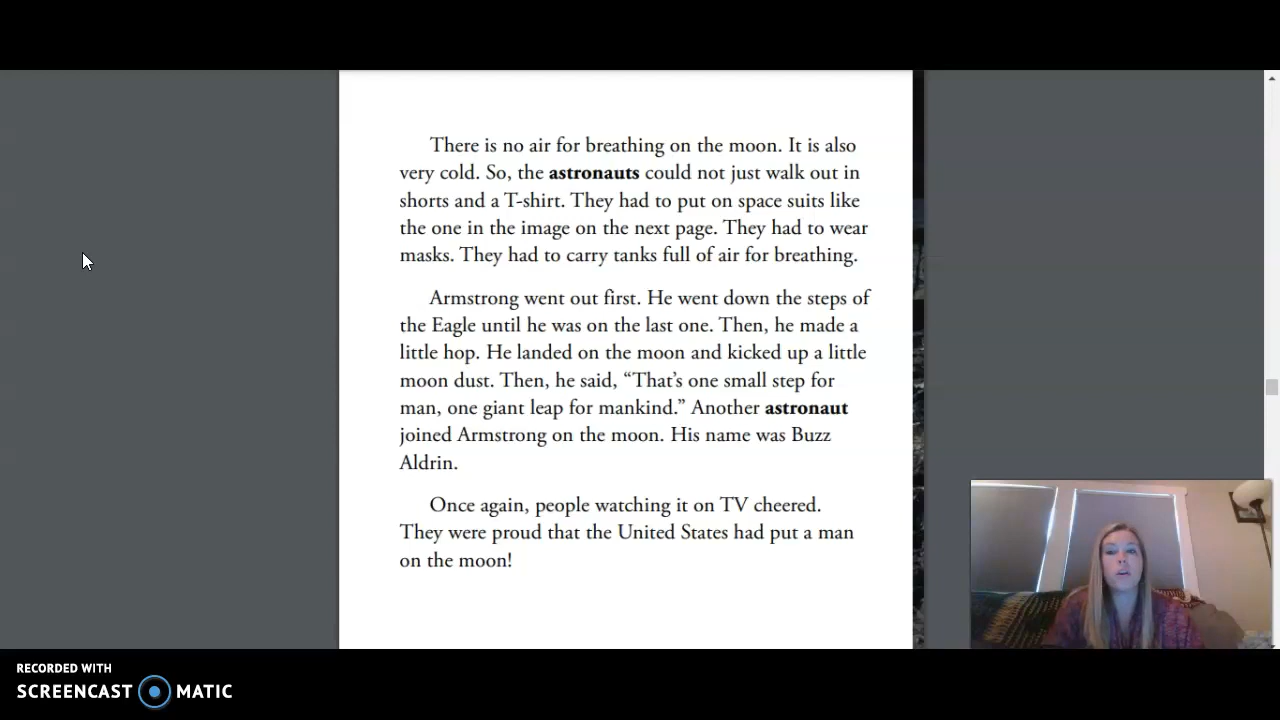 There is no air for breathing on the moon. It is also
very cold. So, the astronauts could not just walk out in
shorts and a T-shirt. They had to put on space suits like
the one in the image on the next page. They had to wear
masks. They had to carry tanks full of air for breathing.
Armstrong went out first. He went down the steps of
the Eagle until he was on the last one. Then, he made a
little hop. He landed on the moon and kicked up a little
moon dust. Then, he said, “That’s one small step for
man, one giant leap for mankind.” Another astronaut
joined Armstrong on the moon. His name was Buzz
Aldrin.
Once again, people watching it on TV cheered.
They were proud that the United States had put a man
on the moon!
RECORDED WITH
SCREENCAST MATIC